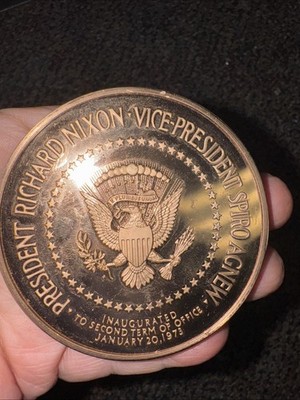 PRESIDENT RICHARD NIXON · VICE-PRESIDENT SPIRO AGNEW
INAUGURATED
TO SECOND TERM OF OFFICE
JANUARY 20, 1973